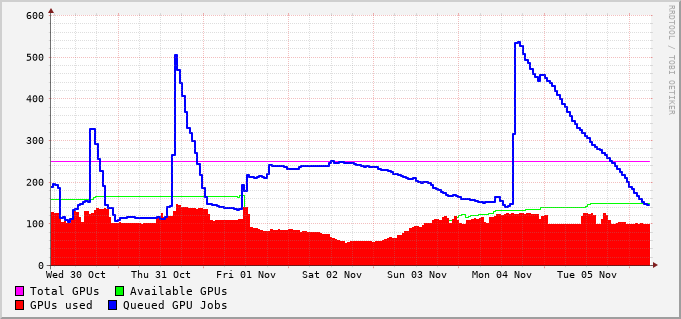 600
500
400
300
200
100
0
Wed 30 Oct Thu 31 Oct Fri 01 Nov Sat 02 Nov Sun 03 Nov Mon 04 Nov Tue 05 Nov
Total GPUs Available GPUs
GPUs used Queued GPU Jobs
RRDTOOL / TOBI OETIKER